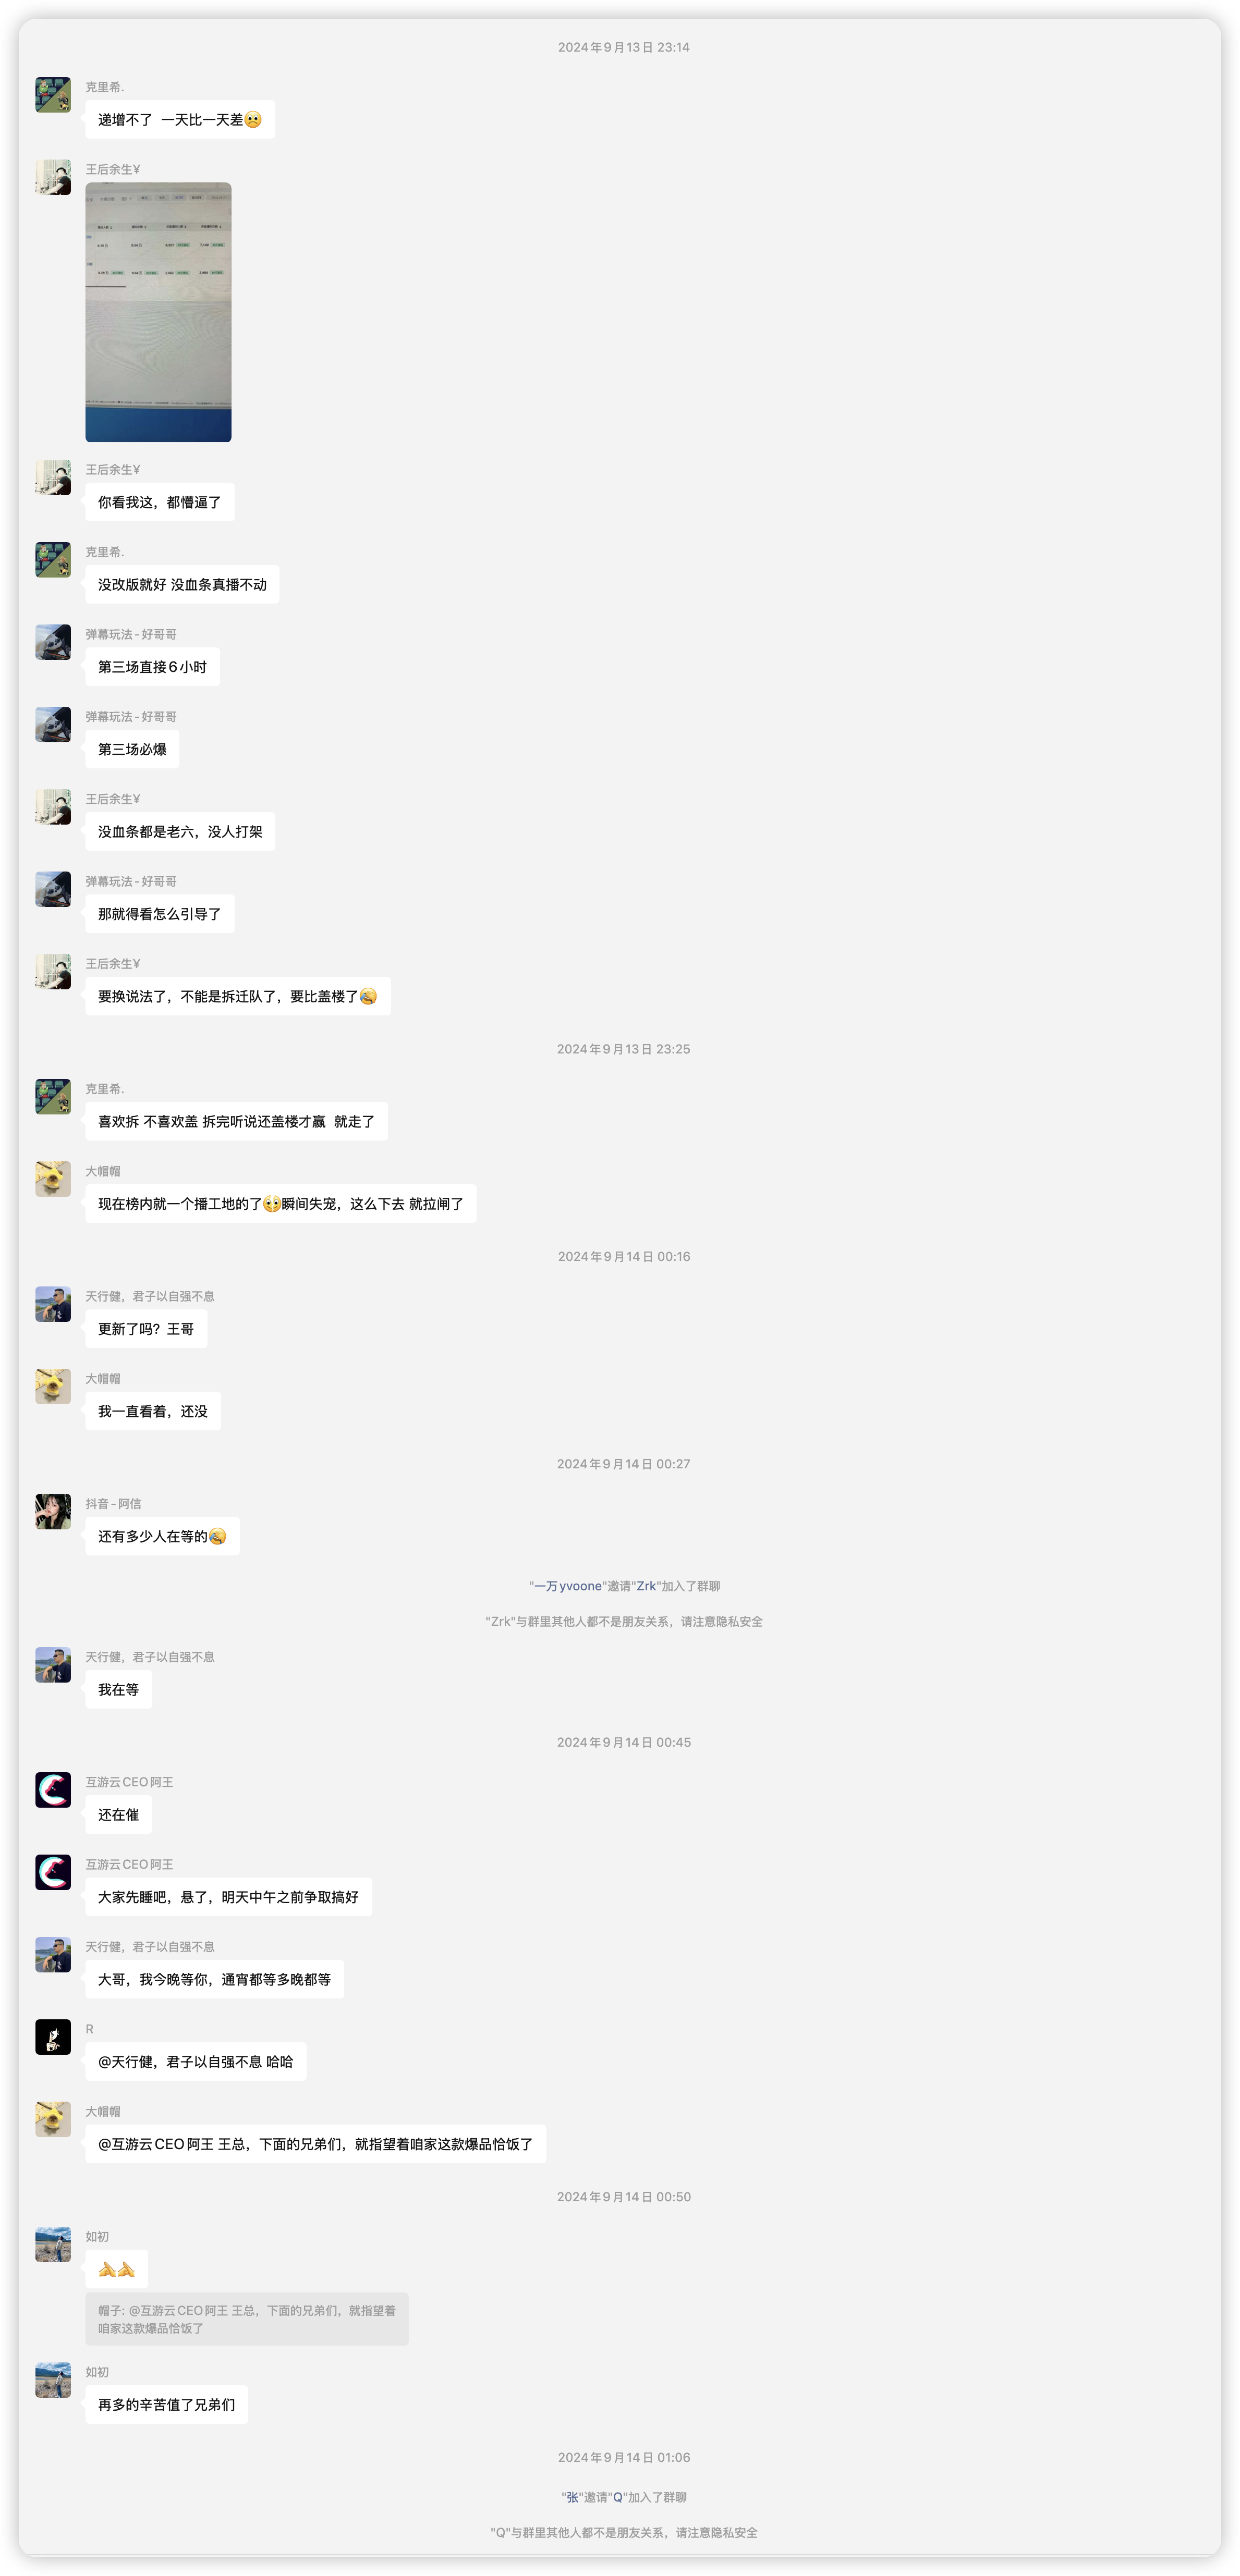 2024年9月13日 23:14
克里希.
递增不了 一天比一天差
王后余生¥
王后余生¥
你看我这，都懵逼了
克里希.
没改版就好 没血条真播不动
弹幕玩法-好哥哥
第三场直接6小时
弹幕玩法-好哥哥
第三场必爆
王后余生¥
没血条都是老六，没人打架
弹幕玩法-好哥哥
那就得看怎么引导了
王后余生¥
要换说法了，不能是拆迁队了，要比盖楼了
2024年9月13日 23:25
克里希.
喜欢拆 不喜欢盖 拆完听说还盖楼才赢 就走了
大帽帽
现在榜内就一个播工地的了瞬间失宠，这么下去 就拉闸了
2024年9月14日 00:16
天行健，君子以自强不息
更新了吗？王哥
大帽帽
我一直看着，还没
2024年9月14日 00:27
抖音-阿信
还有多少人在等的
"一万yvoone"邀请"Zrk"加入了群聊
"Zrk"与群里其他人都不是朋友关系，请注意隐私安全
天行健，君子以自强不息
我在等
2024年9月14日 00:45
互游云CEO阿王
还在催
互游云CEO阿王
大家先睡吧，悬了，明天中午之前争取搞好
天行健，君子以自强不息
大哥，我今晚等你，通宵都等多晚都等
R
@天行健，君子以自强不息 哈哈
大帽帽
@互游云CEO阿王 王总，下面的兄弟们，就指望着咱家这款爆品恰饭了
2024年9月14日 00:50
如初
帽子: @互游云CEO阿王 王总，下面的兄弟们，就指望着
咱家这款爆品恰饭了
如初
再多的辛苦值了兄弟们
2024年9月14日 01:06
"张"邀请"Q"加入了群聊
"Q"与群里其他人都不是朋友关系，请注意隐私安全